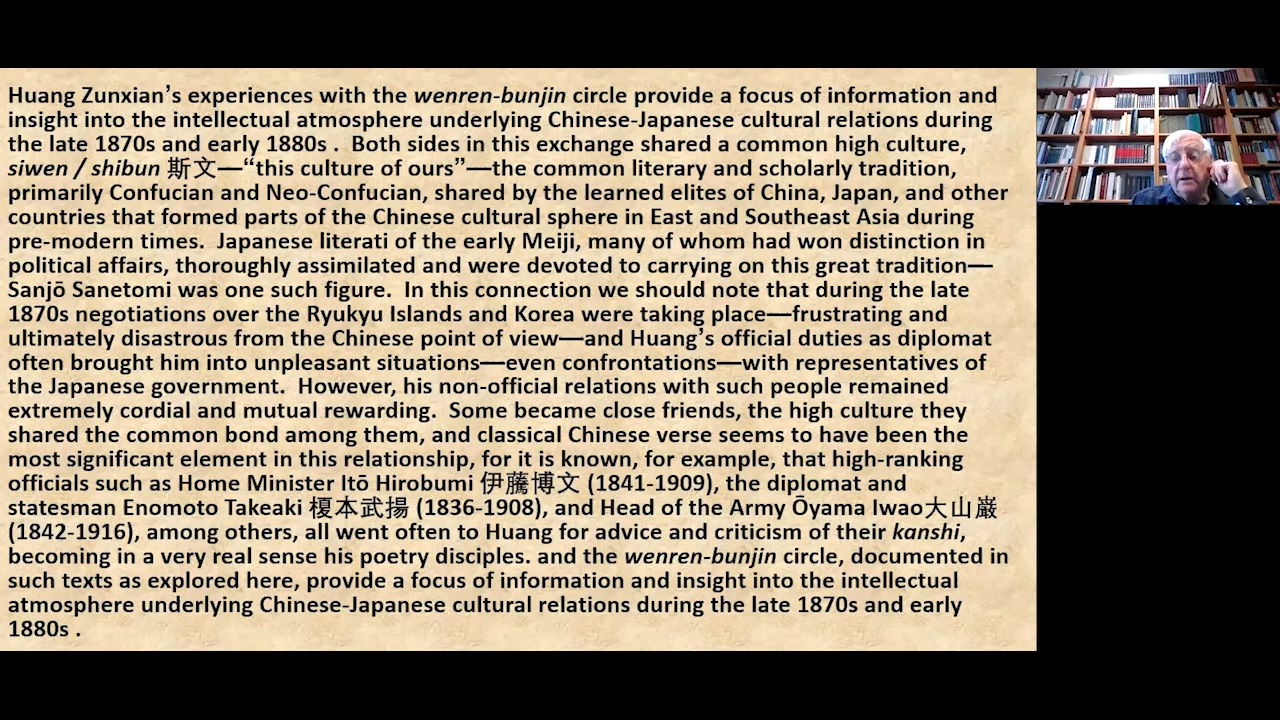 Huang Zunxian's experiences with the wenren-bunjin circle provide a focus of information and
insight into the intellectual atmosphere underlying Chinese-Japanese cultural relations during
the late 1870s and early 1880s . Both sides in this exchange shared a common high culture,
siwen / shibun 斯文—“this culture of ours”—the common literary and scholarly tradition,
primarily Confucian and Neo-Confucian, shared by the learned elites of China, Japan, and other
countries that formed parts of the Chinese cultural sphere in East and Southeast Asia during
pre-modern times. Japanese literati of the early Meiji, many of whom had won distinction in
political affairs, thoroughly assimilated and were devoted to carrying on this great tradition—
Sanjō Sanetomi was one such figure. In this connection we should note that during the late
1870s negotiations over the Ryukyu Islands and Korea were taking place—frustrating and
ultimately disastrous from the Chinese point of view—and Huang's official duties as diplomat
often brought him into unpleasant situations—even confrontations—with representatives of
the Japanese government. However, his non-official relations with such people remained
extremely cordial and mutual rewarding. Some became close friends, the high culture they
shared the common bond among them, and classical Chinese verse seems to have been the
most significant element in this relationship, for it is known, for example, that high-ranking
officials such as Home Minister Itō Hirobumi 伊藤博文 (1841-1909), the diplomat and
statesman Enomoto Takeaki 榎本武揚 (1836-1908), and Head of the Army Ōyama Iwao大山巌
(1842-1916), among others, all went often to Huang for advice and criticism of their kanshi,
becoming in a very real sense his poetry disciples. and the wenren-bunjin circle, documented in
such texts as explored here, provide a focus of information and insight into the intellectual
atmosphere underlying Chinese-Japanese cultural relations during the late 1870s and early
1880s .